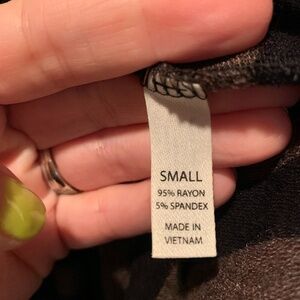 SMALL
95% RAYON
5% SPANDEX
MADE IN
VIETNAM